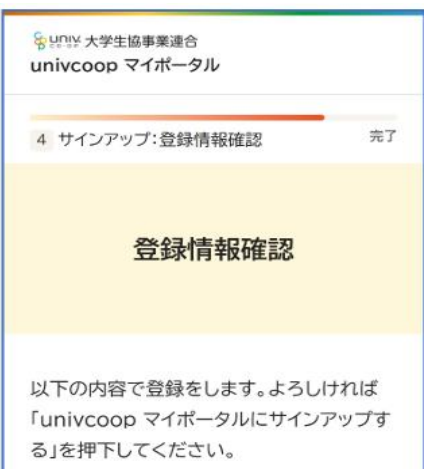 univ. 大学生協事業連合
CO-OP
univcoop マイポータル
4 サインアップ：登録情報確認 完了
登録情報確認
以下の内容で登録をします。よろしければ
「univcoop マイポータルにサインアップす
る」を押下してください。